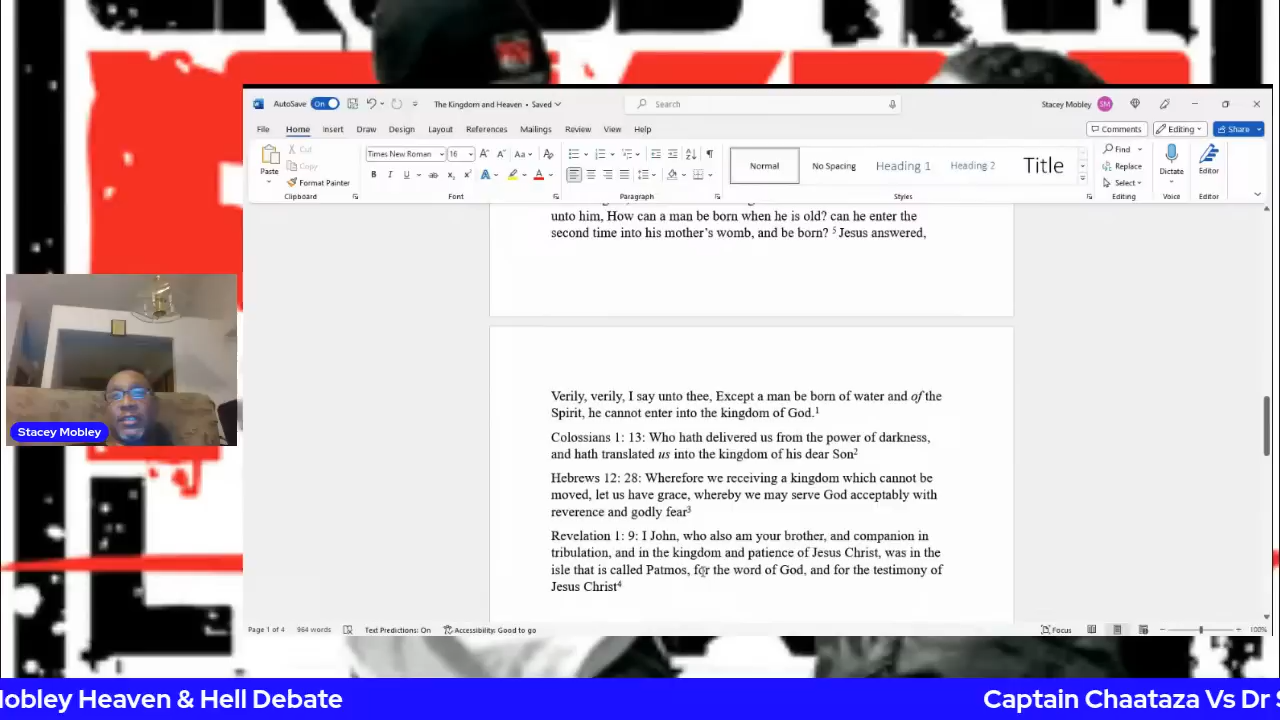 AutoSave On The Kingdom and Heaven • Saved Search Stacey Mobley SM
File Home Insert Draw Design Layout References Mailings Review View Help Comments Editing Share
Paste Cut Copy Format Painter
Times New Roman 16
Normal No Spacing Heading 1 Heading 2 Title
Find Replace Select Dictate Editor
Clipboard Font Paragraph Styles Editing Voice Editor
unto him, How can a man be born when he is old? can he enter the
second time into his mother's womb, and be born? ⁵ Jesus answered,
Verily, verily, I say unto thee, Except a man be born of water and of the
Spirit, he cannot enter into the kingdom of God.¹
Colossians 1: 13: Who hath delivered us from the power of darkness,
and hath translated us into the kingdom of his dear Son²
Hebrews 12: 28: Wherefore we receiving a kingdom which cannot be
moved, let us have grace, whereby we may serve God acceptably with
reverence and godly fear³
Revelation 1: 9: I John, who also am your brother, and companion in
tribulation, and in the kingdom and patience of Jesus Christ, was in the
isle that is called Patmos, for the word of God, and for the testimony of
Jesus Christ⁴
Page 1 of 4 964 words Text Predictions: On Accessibility: Good to go Focus 100%
Stacey Mobley
Mobley Heaven & Hell Debate Captain Chaataza Vs Dr S